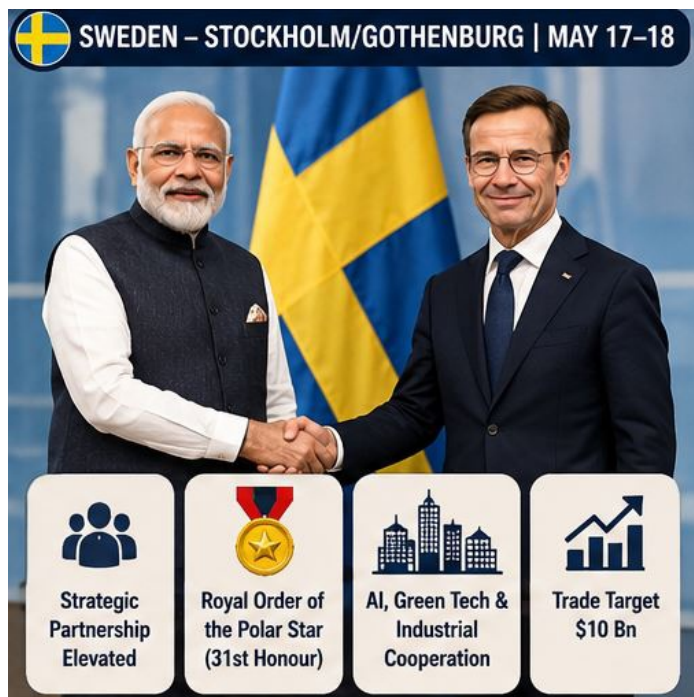 SWEDEN – STOCKHOLM/GOTHENBURG | MAY 17–18
Strategic
Partnership
Elevated
Royal Order of
the Polar Star
(31st Honour)
AI, Green Tech &
Industrial
Cooperation
Trade Target
$10 Bn